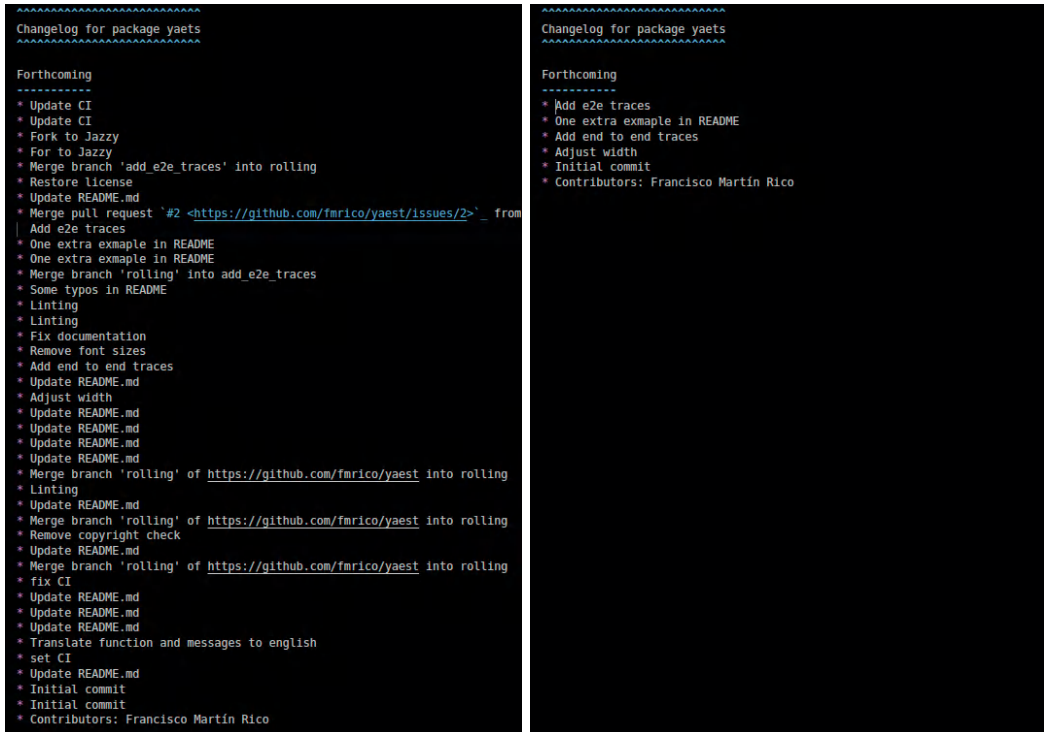 ^^^^^^^^^^^^^^^^^^^^^^^^^^^
Changelog for package yaets
^^^^^^^^^^^^^^^^^^^^^^^^^^^

Forthcoming
-----------
* Update CI
* Update CI
* Fork to Jazzy
* For to Jazzy
* Merge branch 'add_e2e_traces' into rolling
* Restore license
* Update README.md
* Merge pull request `#2 <https://github.com/fmrico/yaest/issues/2>`_ from
  Add e2e traces
* One extra exmaple in README
* One extra exmaple in README
* Merge branch 'rolling' into add_e2e_traces
* Some typos in README
* Linting
* Linting
* Fix documentation
* Remove font sizes
* Add end to end traces
* Update README.md
* Adjust width
* Update README.md
* Update README.md
* Update README.md
* Update README.md
* Merge branch 'rolling' of https://github.com/fmrico/yaest into rolling
* Linting
* Update README.md
* Merge branch 'rolling' of https://github.com/fmrico/yaest into rolling
* Remove copyright check
* Update README.md
* Merge branch 'rolling' of https://github.com/fmrico/yaest into rolling
* fix CI
* Update README.md
* Update README.md
* Update README.md
* Translate function and messages to english
* set CI
* Update README.md
* Initial commit
* Initial commit
* Contributors: Francisco Martín Rico
^^^^^^^^^^^^^^^^^^^^^^^^^^^
Changelog for package yaets
^^^^^^^^^^^^^^^^^^^^^^^^^^^

Forthcoming
-----------
* Add e2e traces
* One extra exmaple in README
* Add end to end traces
* Adjust width
* Initial commit
* Contributors: Francisco Martín Rico